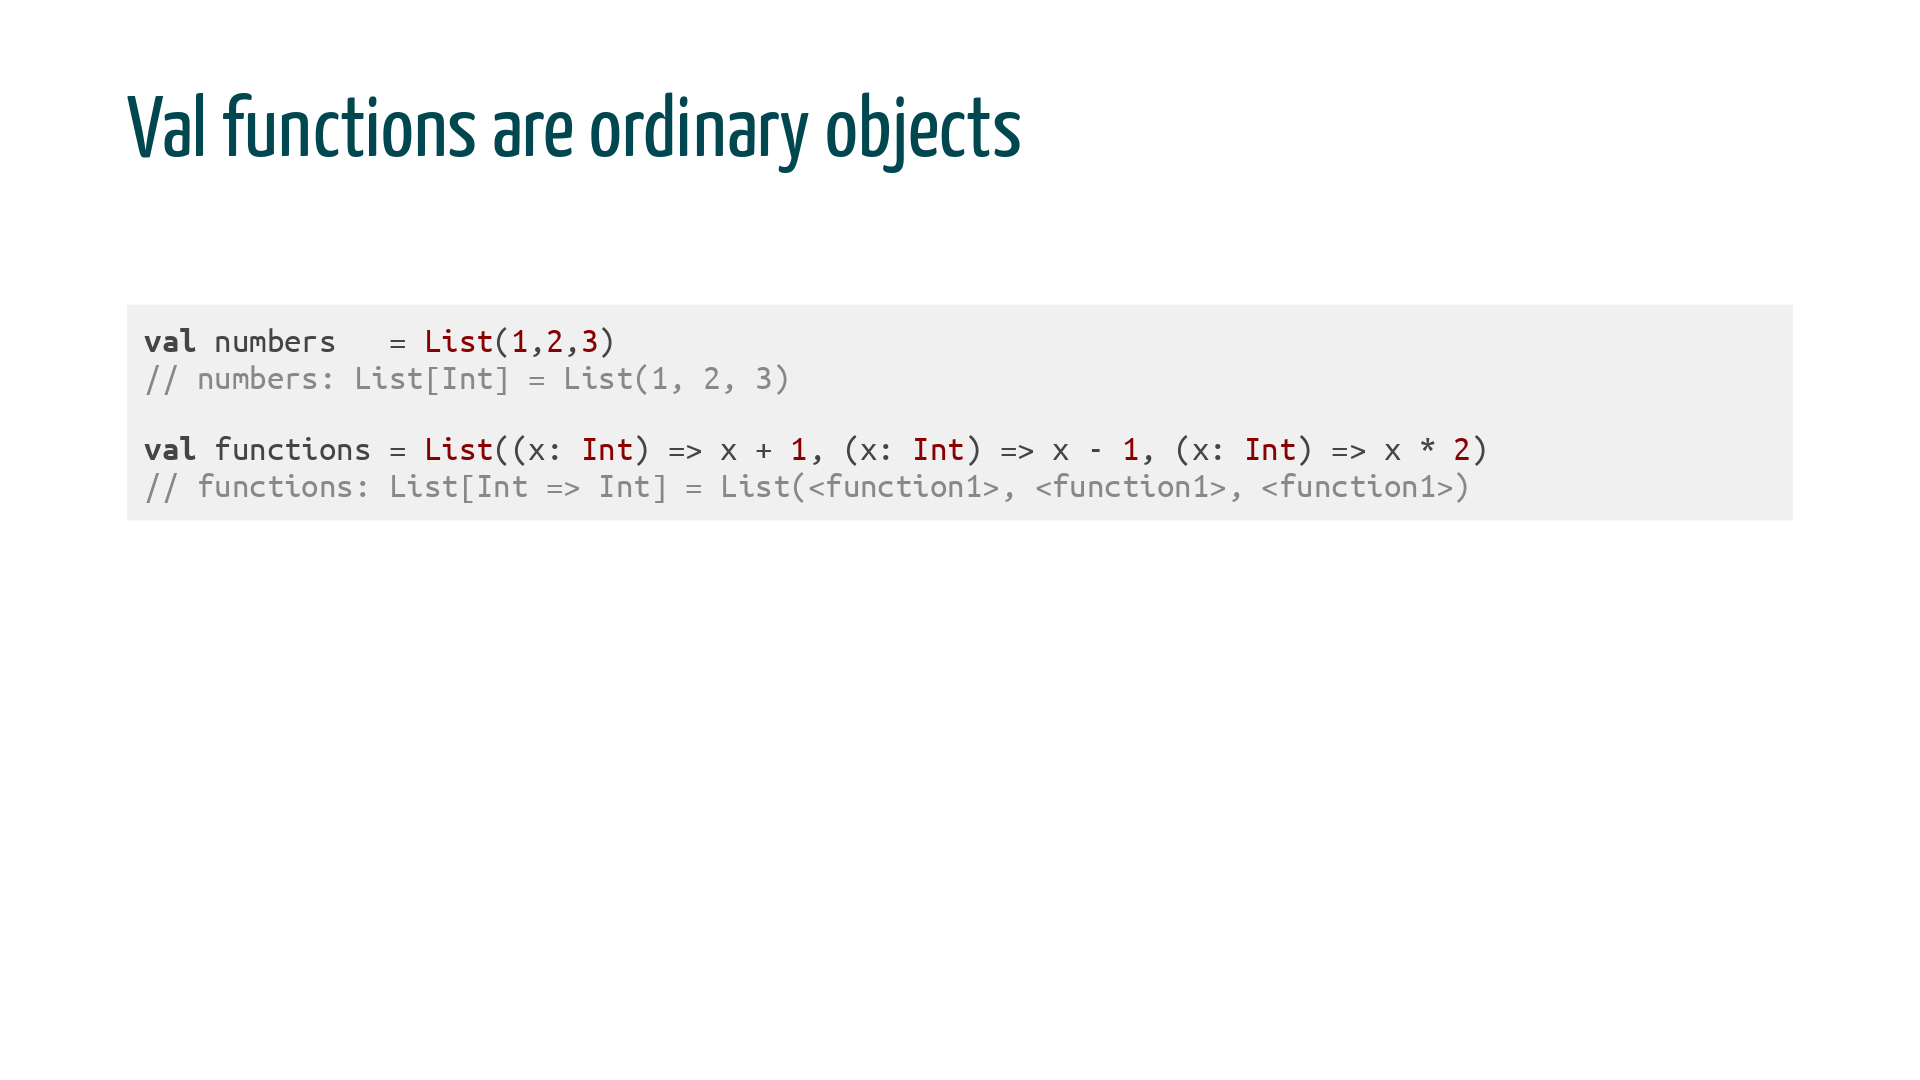 Val functions are ordinary objects
val numbers   = List(1,2,3)
// numbers: List[Int] = List(1, 2, 3)
val functions = List((x: Int) => x + 1, (x: Int) => x - 1, (x: Int) => x * 2)
// functions: List[Int => Int] = List(<function1>, <function1>, <function1>)